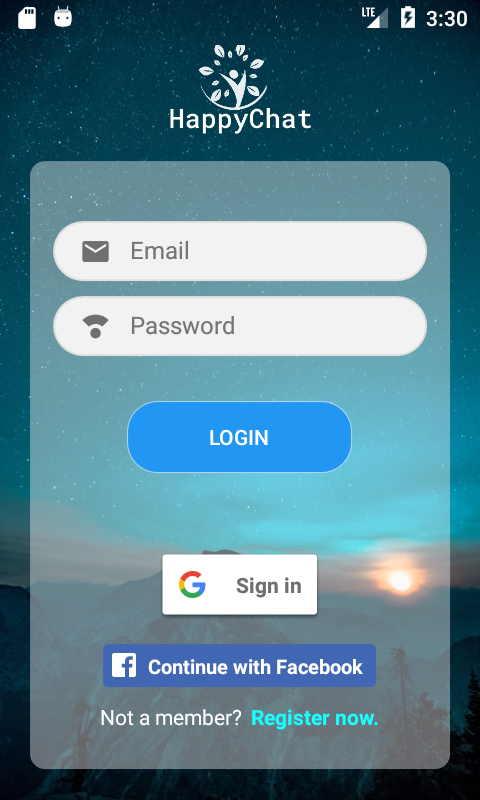 LTE 3:30
HappyChat
Email
Password
LOGIN
Sign in
Continue with Facebook
Not a member? Register now.